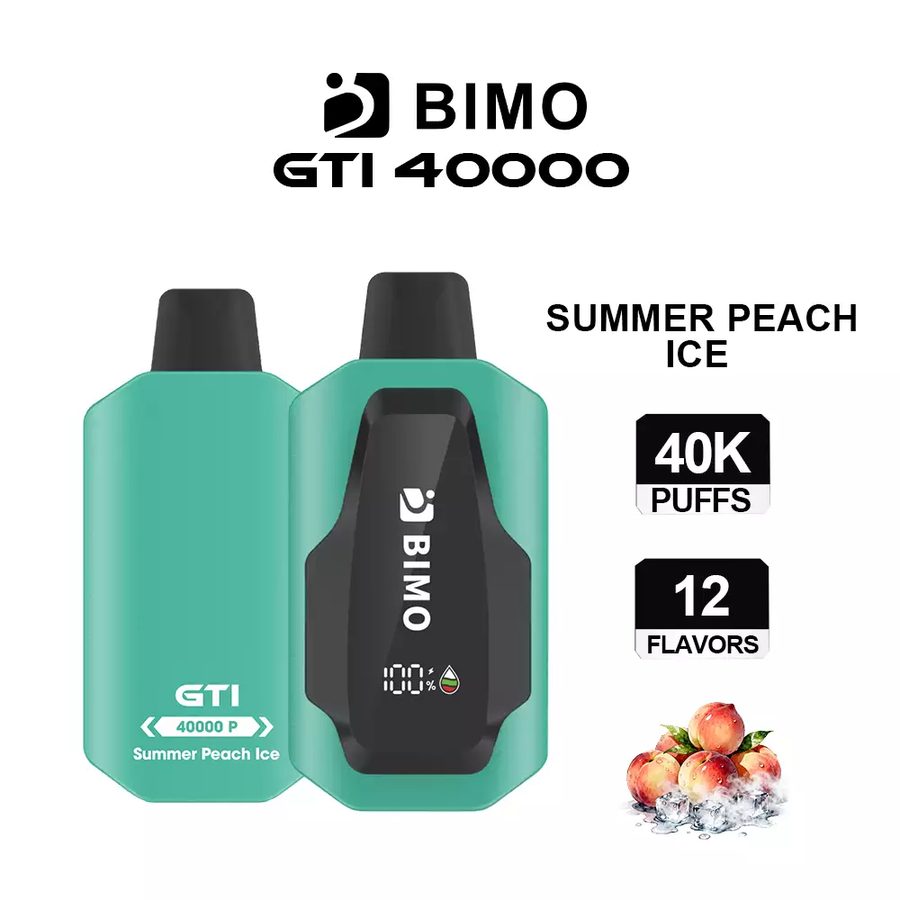 BIMO
GTI 40000
SUMMER PEACH
ICE
40K
PUFFS
12
FLAVORS
GTI
40000 P
Summer Peach Ice
BIMO
100%